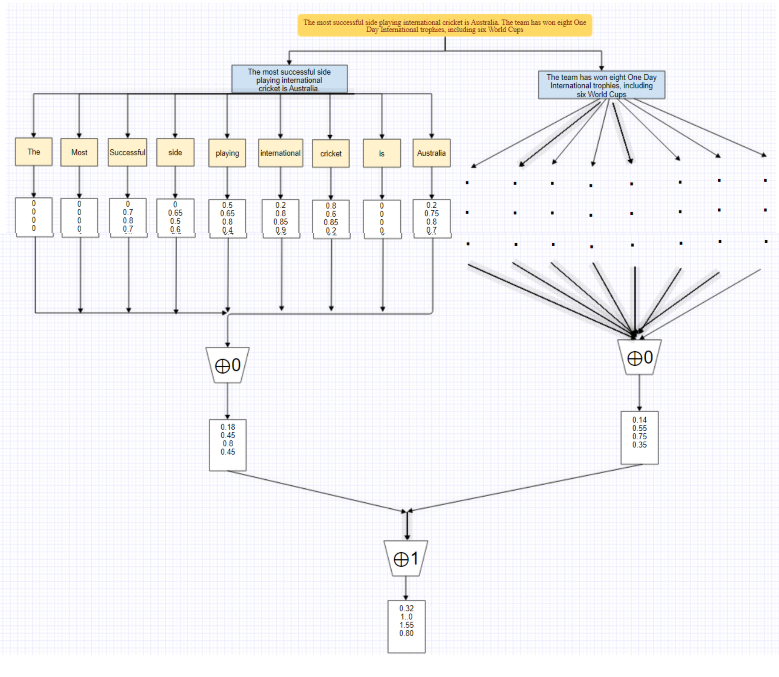 The most successful side playing international cricket is Australia. The team has won eight One
Day International trophies, including six World Cups
The most successful side
playing international
cricket is Australia.
The team has won eight One Day
International trophies, including
six World Cups
The Most Successful side playing international cricket is Australia
0 0 0 0 0.5 0.2 0.8 0 0.2
0 0 0.7 0.65 0.65 0.8 0.6 0 0.75
0 0 0.8 0.5 0.8 0.85 0.85 0 0.8
0 0 0.7 0.6 0.4 0.9 0.2 0 0.7
⊕0
⊕0
0.18
0.45
0.8
0.45
0.14
0.55
0.75
0.35
⊕1
0.32
1.0
1.55
0.80